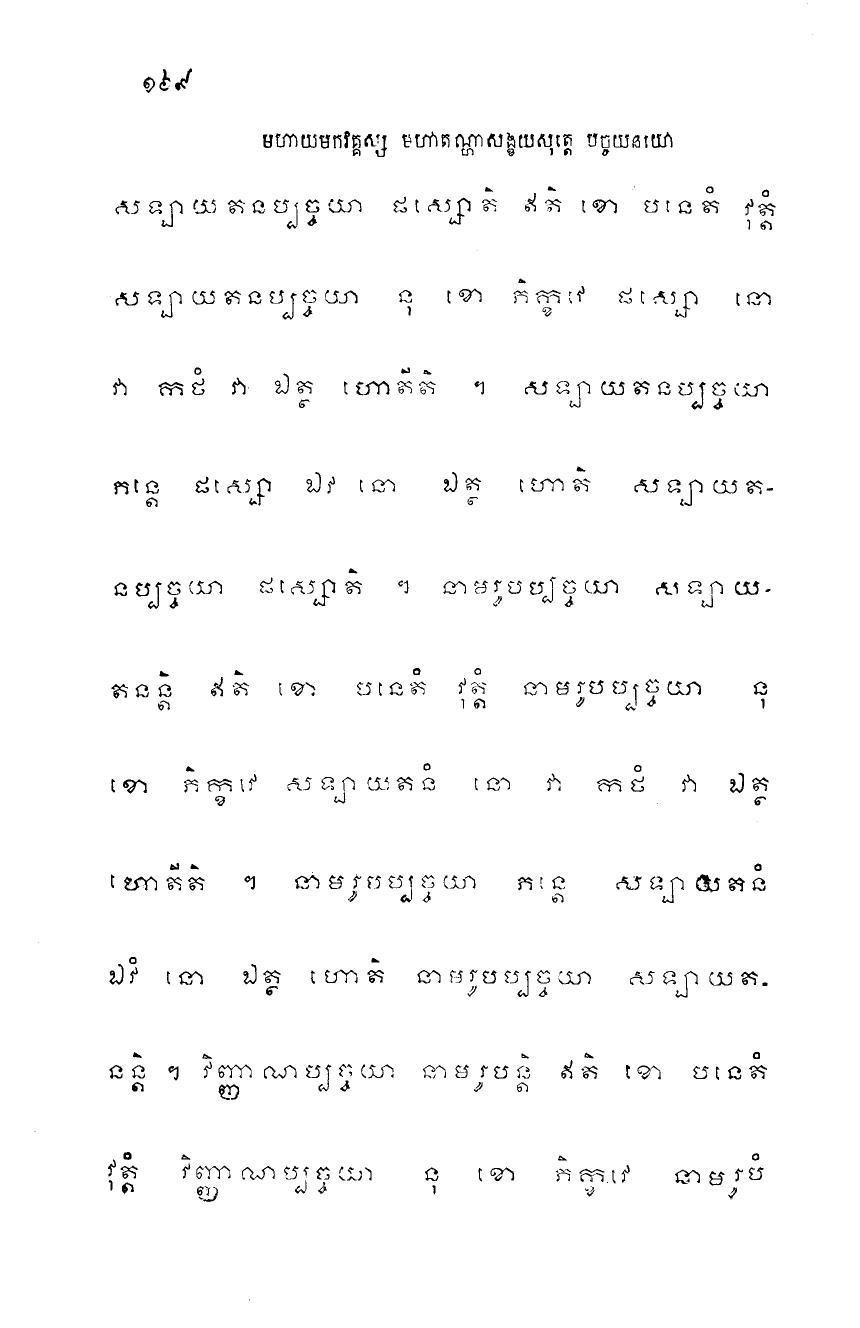 ១៦៩
មហាយមកវគ្គស្ស មហាតណ្ហាសង្ខយសុត្តេ បច្ចយនយោ
សឡាយតនប្បច្ចយា ផស្សោតិ ឥតិ ខោ បនេតំ វុត្តំ
សឡាយតនប្បច្ចយា នុ ខោ ភិក្ខវេ ផស្សោ នោ
វា កថំ វា ឯត្ថ ហោតីតិ ។ សឡាយតនប្បច្ចយា
ភន្តេ ផស្សោ ឯវំ នោ ឯត្ថ ហោតិ សឡាយត-
នប្បច្ចយា ផស្សោតិ ។ នាមរូបប្បច្ចយា សឡាយ-
តនន្តិ ឥតិ ខោ បនេតំ វុត្តំ នាមរូបប្បច្ចយា នុ
ខោ ភិក្ខវេ សឡាយតនំ នោ វា កថំ វា ឯត្ថ
ហោតីតិ ។ នាមរូបប្បច្ចយា ភន្តេ សឡាយតនំ
ឯវំ នោ ឯត្ថ ហោតិ នាមរូបប្បច្ចយា សឡាយត-
នន្តិ ។ វិញ្ញាណប្បច្ចយា នាមរូបន្តិ ឥតិ ខោ បនេតំ
វុត្តំ វិញ្ញាណប្បច្ចយា នុ ខោ ភិក្ខវេ នាមរូបំ